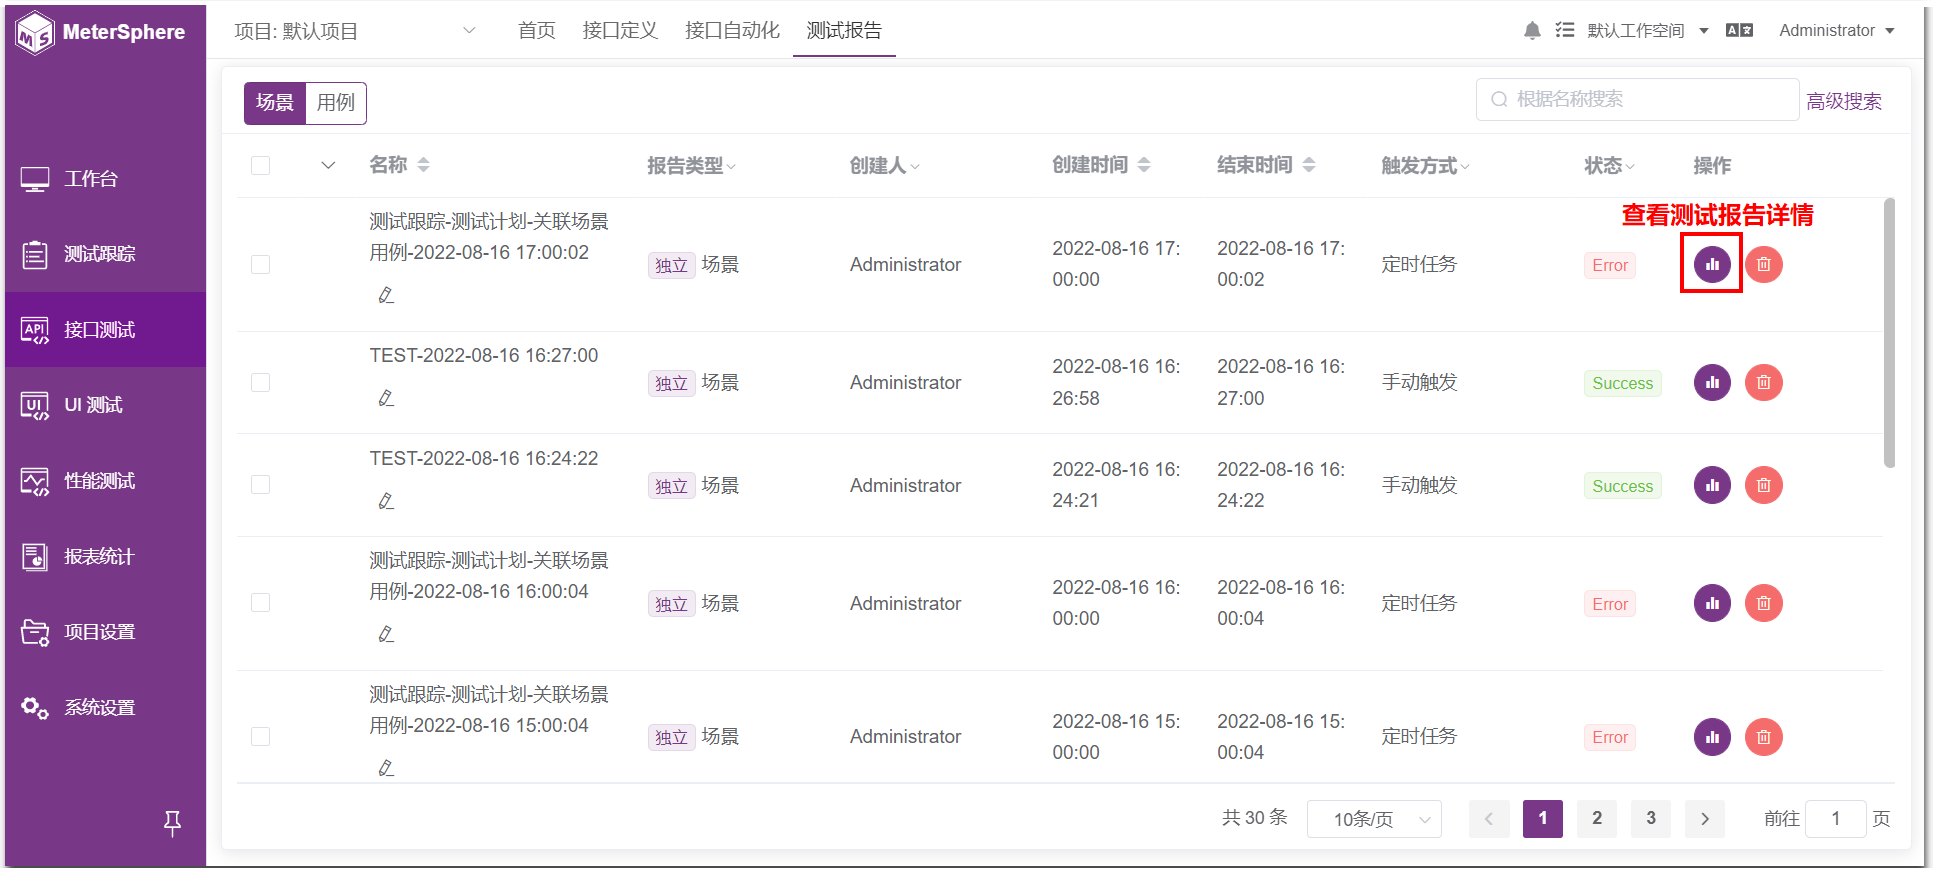 MeterSphere
项目: 默认项目
首页
接口定义
接口自动化
测试报告
默认工作空间
Administrator
工作台
测试跟踪
API
接口测试
UI
UI 测试
性能测试
报表统计
项目设置
系统设置
场景
用例
根据名称搜索
高级搜索
名称
报告类型
创建人
创建时间
结束时间
触发方式
状态
操作
查看测试报告详情
测试跟踪-测试计划-关联场景
用例-2022-08-16 17:00:02
独立
场景
Administrator
2022-08-16 17:
00:00
2022-08-16 17:
00:02
定时任务
Error
TEST-2022-08-16 16:27:00
独立
场景
Administrator
2022-08-16 16:
26:58
2022-08-16 16:
27:00
手动触发
Success
TEST-2022-08-16 16:24:22
独立
场景
Administrator
2022-08-16 16:
24:21
2022-08-16 16:
24:22
手动触发
Success
测试跟踪-测试计划-关联场景
用例-2022-08-16 16:00:04
独立
场景
Administrator
2022-08-16 16:
00:00
2022-08-16 16:
00:04
定时任务
Error
测试跟踪-测试计划-关联场景
用例-2022-08-16 15:00:04
独立
场景
Administrator
2022-08-16 15:
00:00
2022-08-16 15:
00:04
定时任务
Error
共 30 条
10条/页
1
2
3
前往
1
页